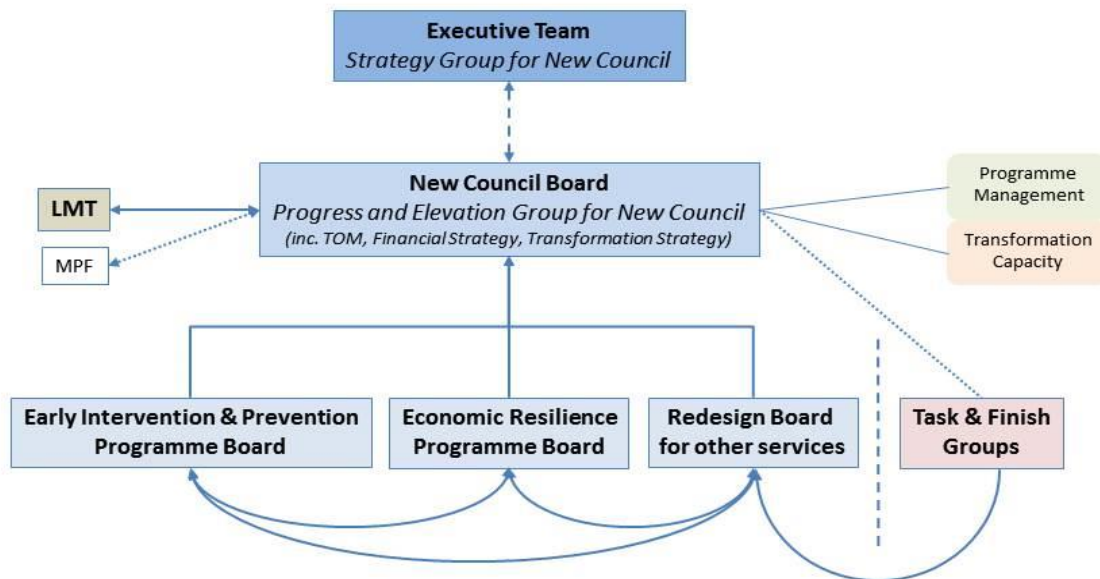 Executive Team
Strategy Group for New Council
New Council Board
Progress and Elevation Group for New Council
(inc. TOM, Financial Strategy, Transformation Strategy)
LMT
MPF
Programme
Management
Transformation
Capacity
Early Intervention & Prevention
Programme Board
Economic Resilience
Programme Board
Redesign Board
for other services
Task & Finish
Groups